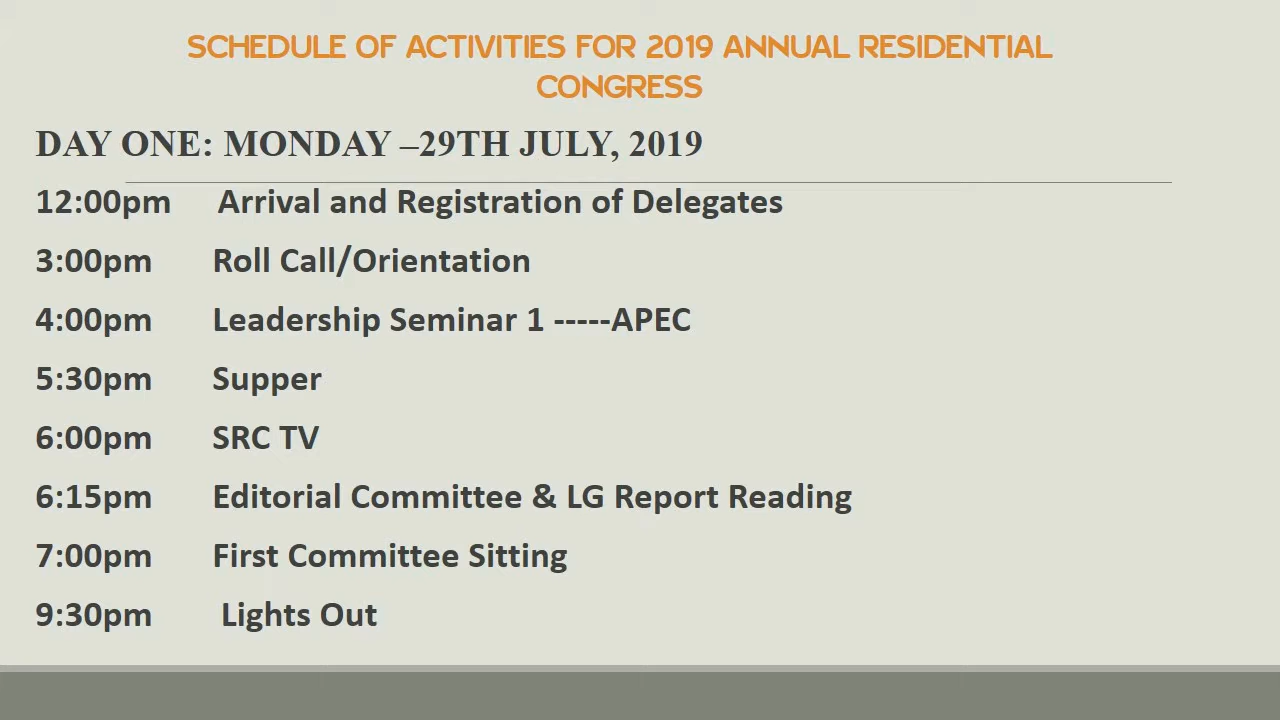 SCHEDULE OF ACTIVITIES FOR 2019 ANNUAL RESIDENTIAL
CONGRESS
DAY ONE: MONDAY –29TH JULY, 2019
12:00pm Arrival and Registration of Delegates
3:00pm Roll Call/Orientation
4:00pm Leadership Seminar 1 -----APEC
5:30pm Supper
6:00pm SRC TV
6:15pm Editorial Committee & LG Report Reading
7:00pm First Committee Sitting
9:30pm Lights Out